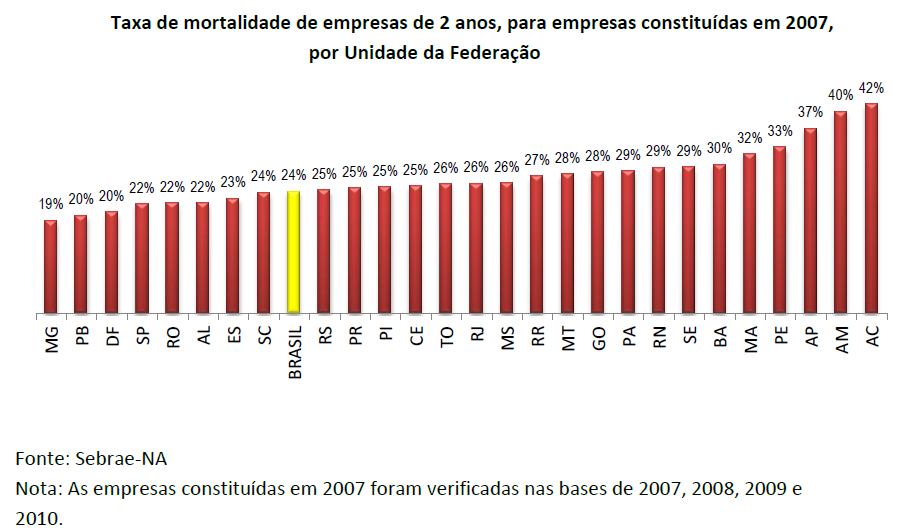 Taxa de mortalidade de empresas de 2 anos, para empresas constituídas em 2007,
por Unidade da Federação
19% 20% 20% 22% 22% 22% 23% 24% 24% 25% 25% 25% 25% 26% 26% 26% 27% 28% 28% 29% 29% 29% 30% 32% 33% 37% 40% 42%
MG PB DF SP RO AL ES SC BRASIL RS PR PI CE TO RJ MS RR MT GO PA RN SE BA MA PE AP AM AC
Fonte: Sebrae-NA
Nota: As empresas constituídas em 2007 foram verificadas nas bases de 2007, 2008, 2009 e
2010.